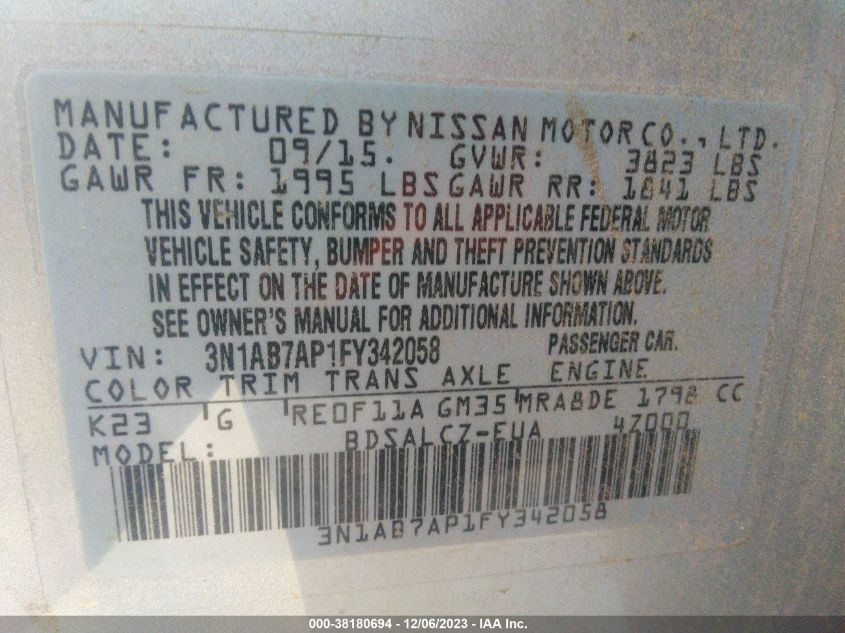 MANUFACTURED BY NISSAN MOTOR CO., LTD.
DATE: 09/15. GVWR: 3823 LBS
GAWR FR: 1995 LBS GAWR RR: 1841 LBS
THIS VEHICLE CONFORMS TO ALL APPLICABLE FEDERAL MOTOR
VEHICLE SAFETY, BUMPER AND THEFT PREVENTION STANDARDS
IN EFFECT ON THE DATE OF MANUFACTURE SHOWN ABOVE.
SEE OWNER'S MANUAL FOR ADDITIONAL INFORMATION.
VIN: 3N1AB7AP1FY342058 PASSENGER CAR.
COLOR TRIM TRANS AXLE ENGINE
K23 G RE0F11A GM35 MRA8DE 1798 CC
MODEL: BDSALCZ-EUA 4Z000
3N1AB7AP1FY342058
000-38180694 - 12/06/2023 - IAA Inc.